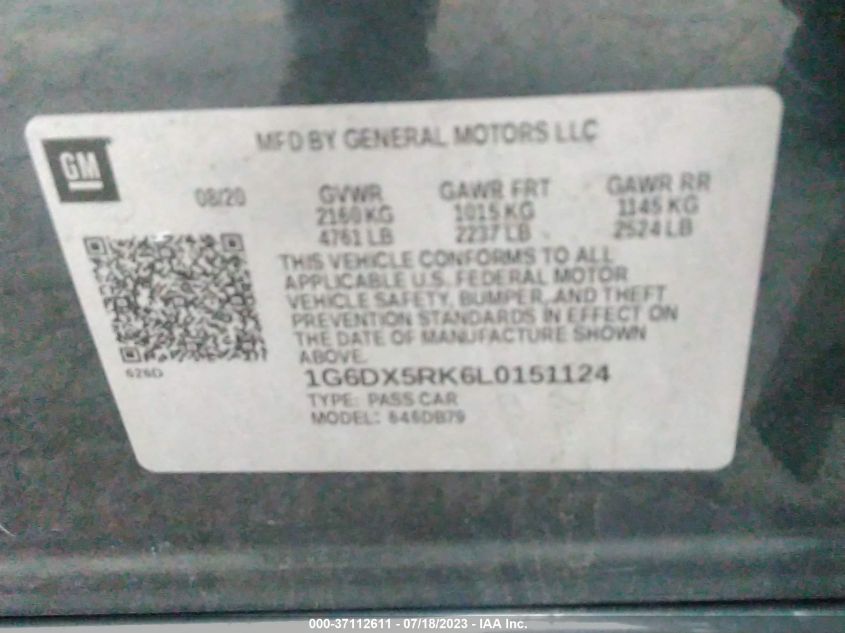 MFD BY GENERAL MOTORS LLC
GM
08/20
GVWR
2160 KG
4761 LB
GAWR FRT
1015 KG
2237 LB
GAWR RR
1145 KG
2524 LB
THIS VEHICLE CONFORMS TO ALL
APPLICABLE U.S. FEDERAL MOTOR
VEHICLE SAFETY, BUMPER, AND THEFT
PREVENTION STANDARDS IN EFFECT ON
THE DATE OF MANUFACTURE SHOWN
ABOVE.
626D
1G6DX5RK6L0151124
TYPE: PASS CAR
MODEL: 646DB79
000-37112611 - 07/18/2023 - IAA Inc.